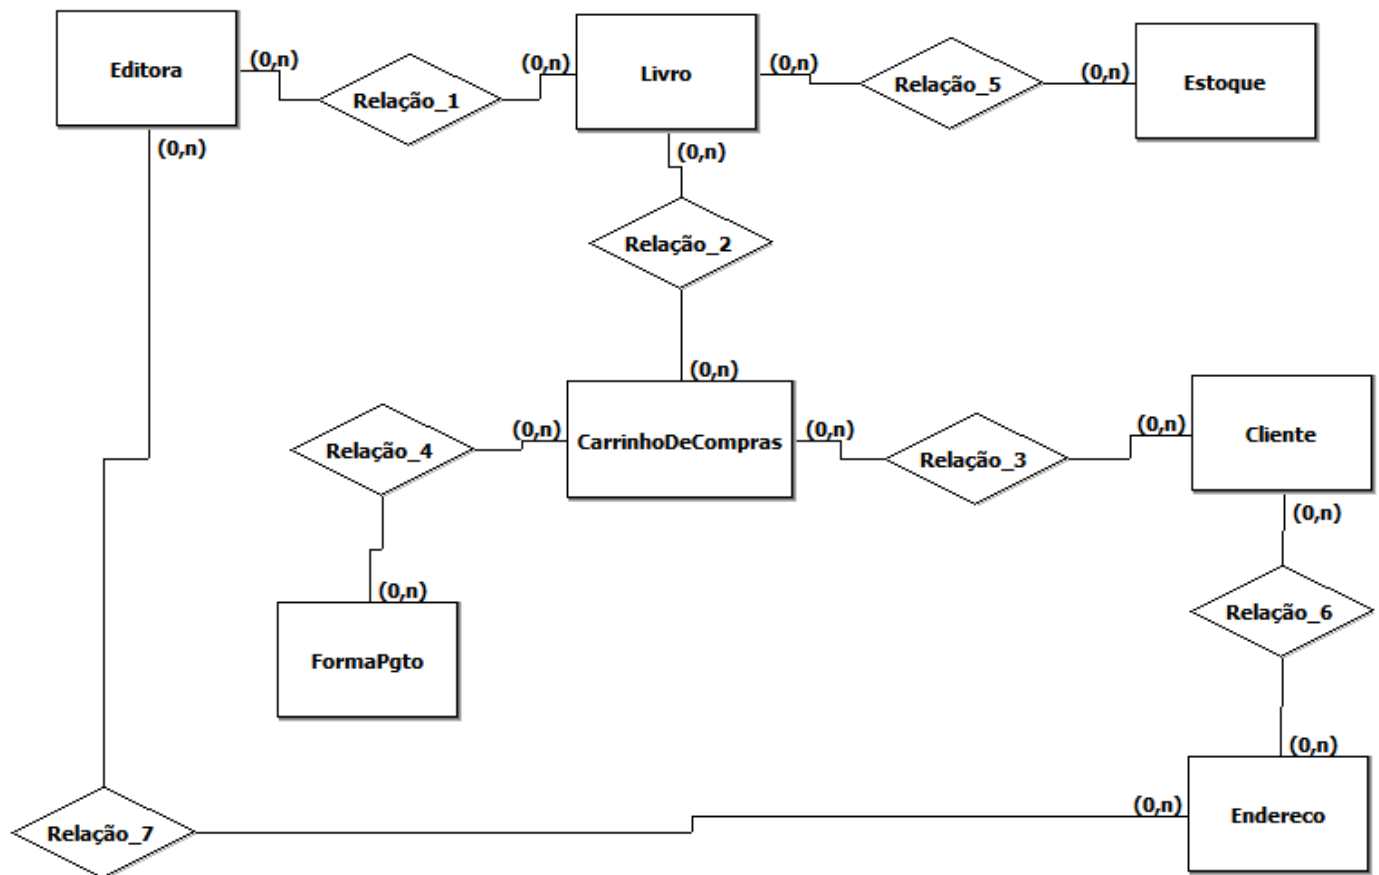 Editora
(0,n)
Relação_1
(0,n)
Livro
(0,n)
Relação_5
(0,n)
Estoque
(0,n)
(0,n)
Relação_2
(0,n)
Relação_4
(0,n)
CarrinhoDeCompras
(0,n)
Relação_3
(0,n)
Cliente
(0,n)
(0,n)
FormaPgto
Relação_6
(0,n)
Relação_7
(0,n)
Endereco